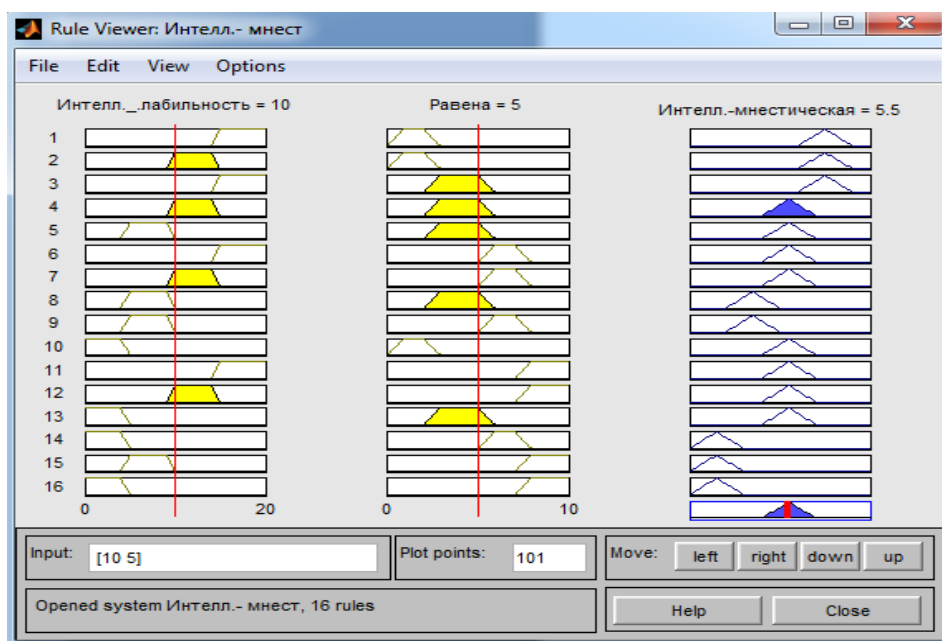 Rule Viewer: Интелл.- мнест
File Edit View Options
Интелл._.лабильность = 10
Равена = 5
Интелл.-мнестическая = 5.5
1
2
3
4
5
6
7
8
9
10
11
12
13
14
15
16
0 20
0 10
Input: [10 5]
Plot points: 101
Move: left right down up
Opened system Интелл.- мнест, 16 rules
Help Close